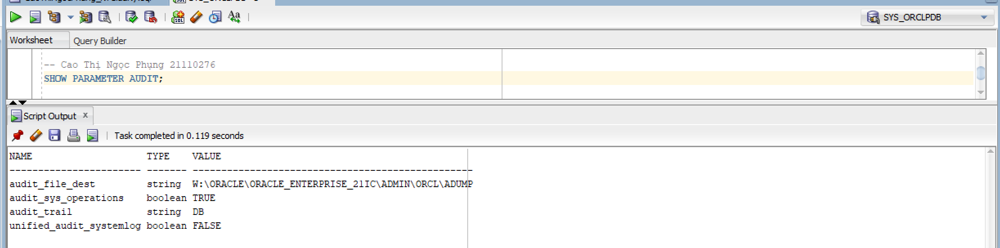 SYS_ORCLPDB
Worksheet Query Builder
-- Cao Thị Ngọc Phụng 21110276
SHOW PARAMETER AUDIT;
Script Output x
Task completed in 0.119 seconds
NAME TYPE VALUE
----------------------- ------- -------------------------------------------------
audit_file_dest string W:\ORACLE\ORACLE_ENTERPRISE_21IC\ADMIN\ORCL\ADUMP
audit_sys_operations boolean TRUE
audit_trail string DB
unified_audit_systemlog boolean FALSE